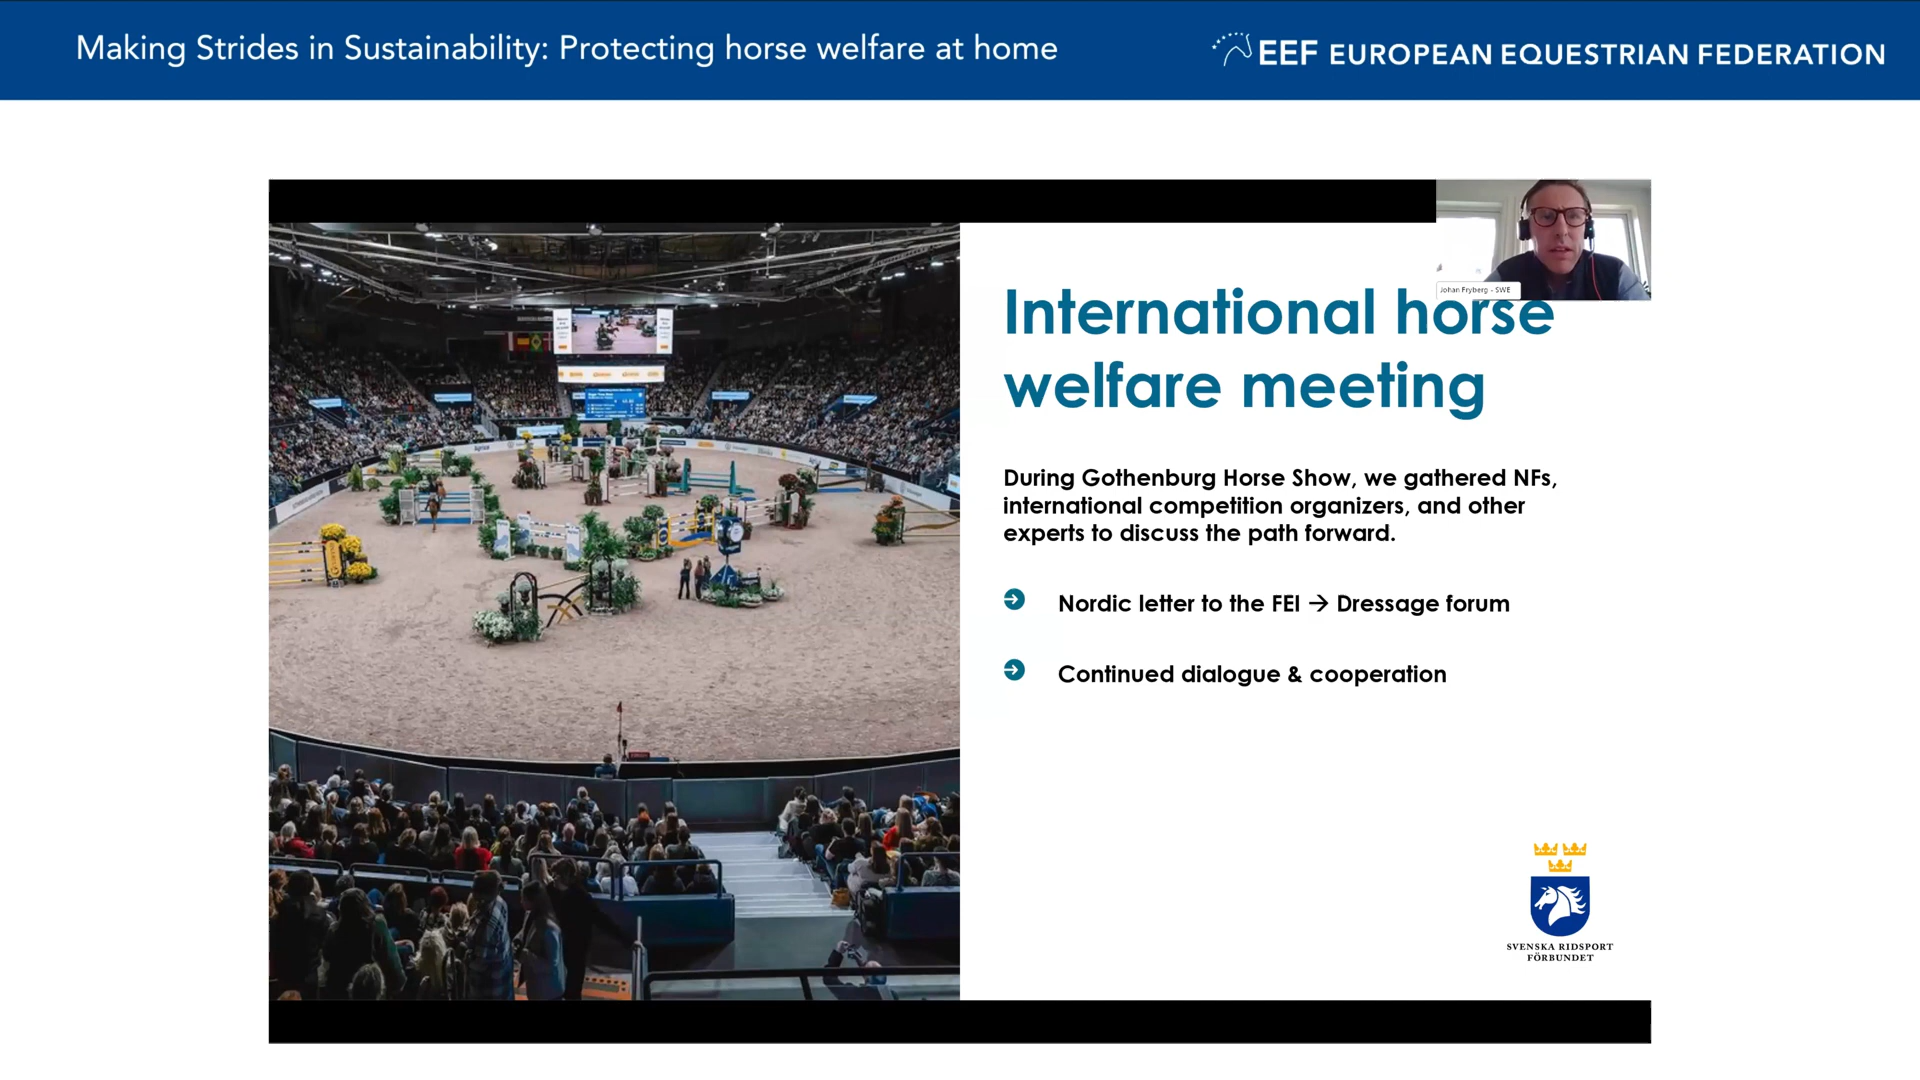 Making Strides in Sustainability: Protecting horse welfare at home
EEF EUROPEAN EQUESTRIAN FEDERATION
Johan Fryberg - SWE
International horse
welfare meeting
During Gothenburg Horse Show, we gathered NFs,
international competition organizers, and other
experts to discuss the path forward.
Nordic letter to the FEI → Dressage forum
Continued dialogue & cooperation
SVENSKA RIDSPORT
FÖRBUNDET